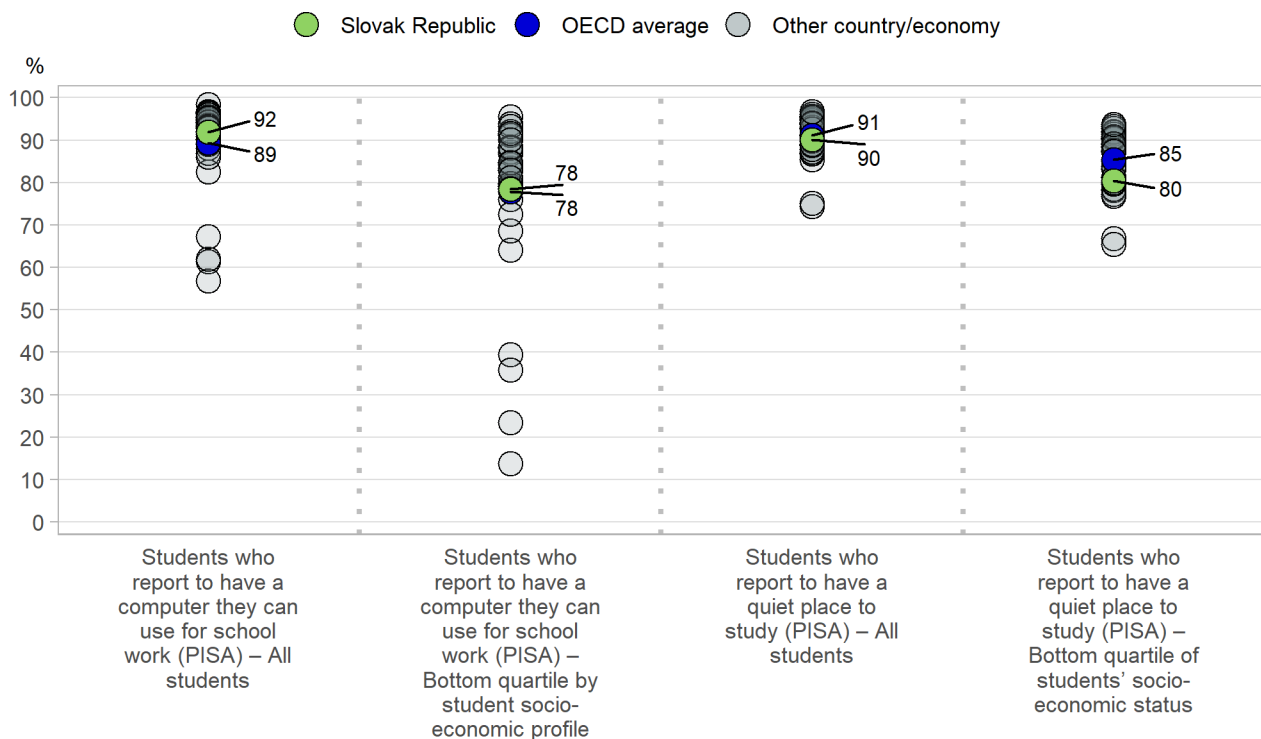 Slovak Republic OECD average Other country/economy
%
100
90
80
70
60
50
40
30
20
10
0
92
89
78
78
91
90
85
80
Students who
report to have a
computer they can
use for school
work (PISA) – All
students
Students who
report to have a
computer they can
use for school
work (PISA) –
Bottom quartile by
student socio-
economic profile
Students who
report to have a
quiet place to
study (PISA) – All
students
Students who
report to have a
quiet place to
study (PISA) –
Bottom quartile of
students’ socio-
economic status